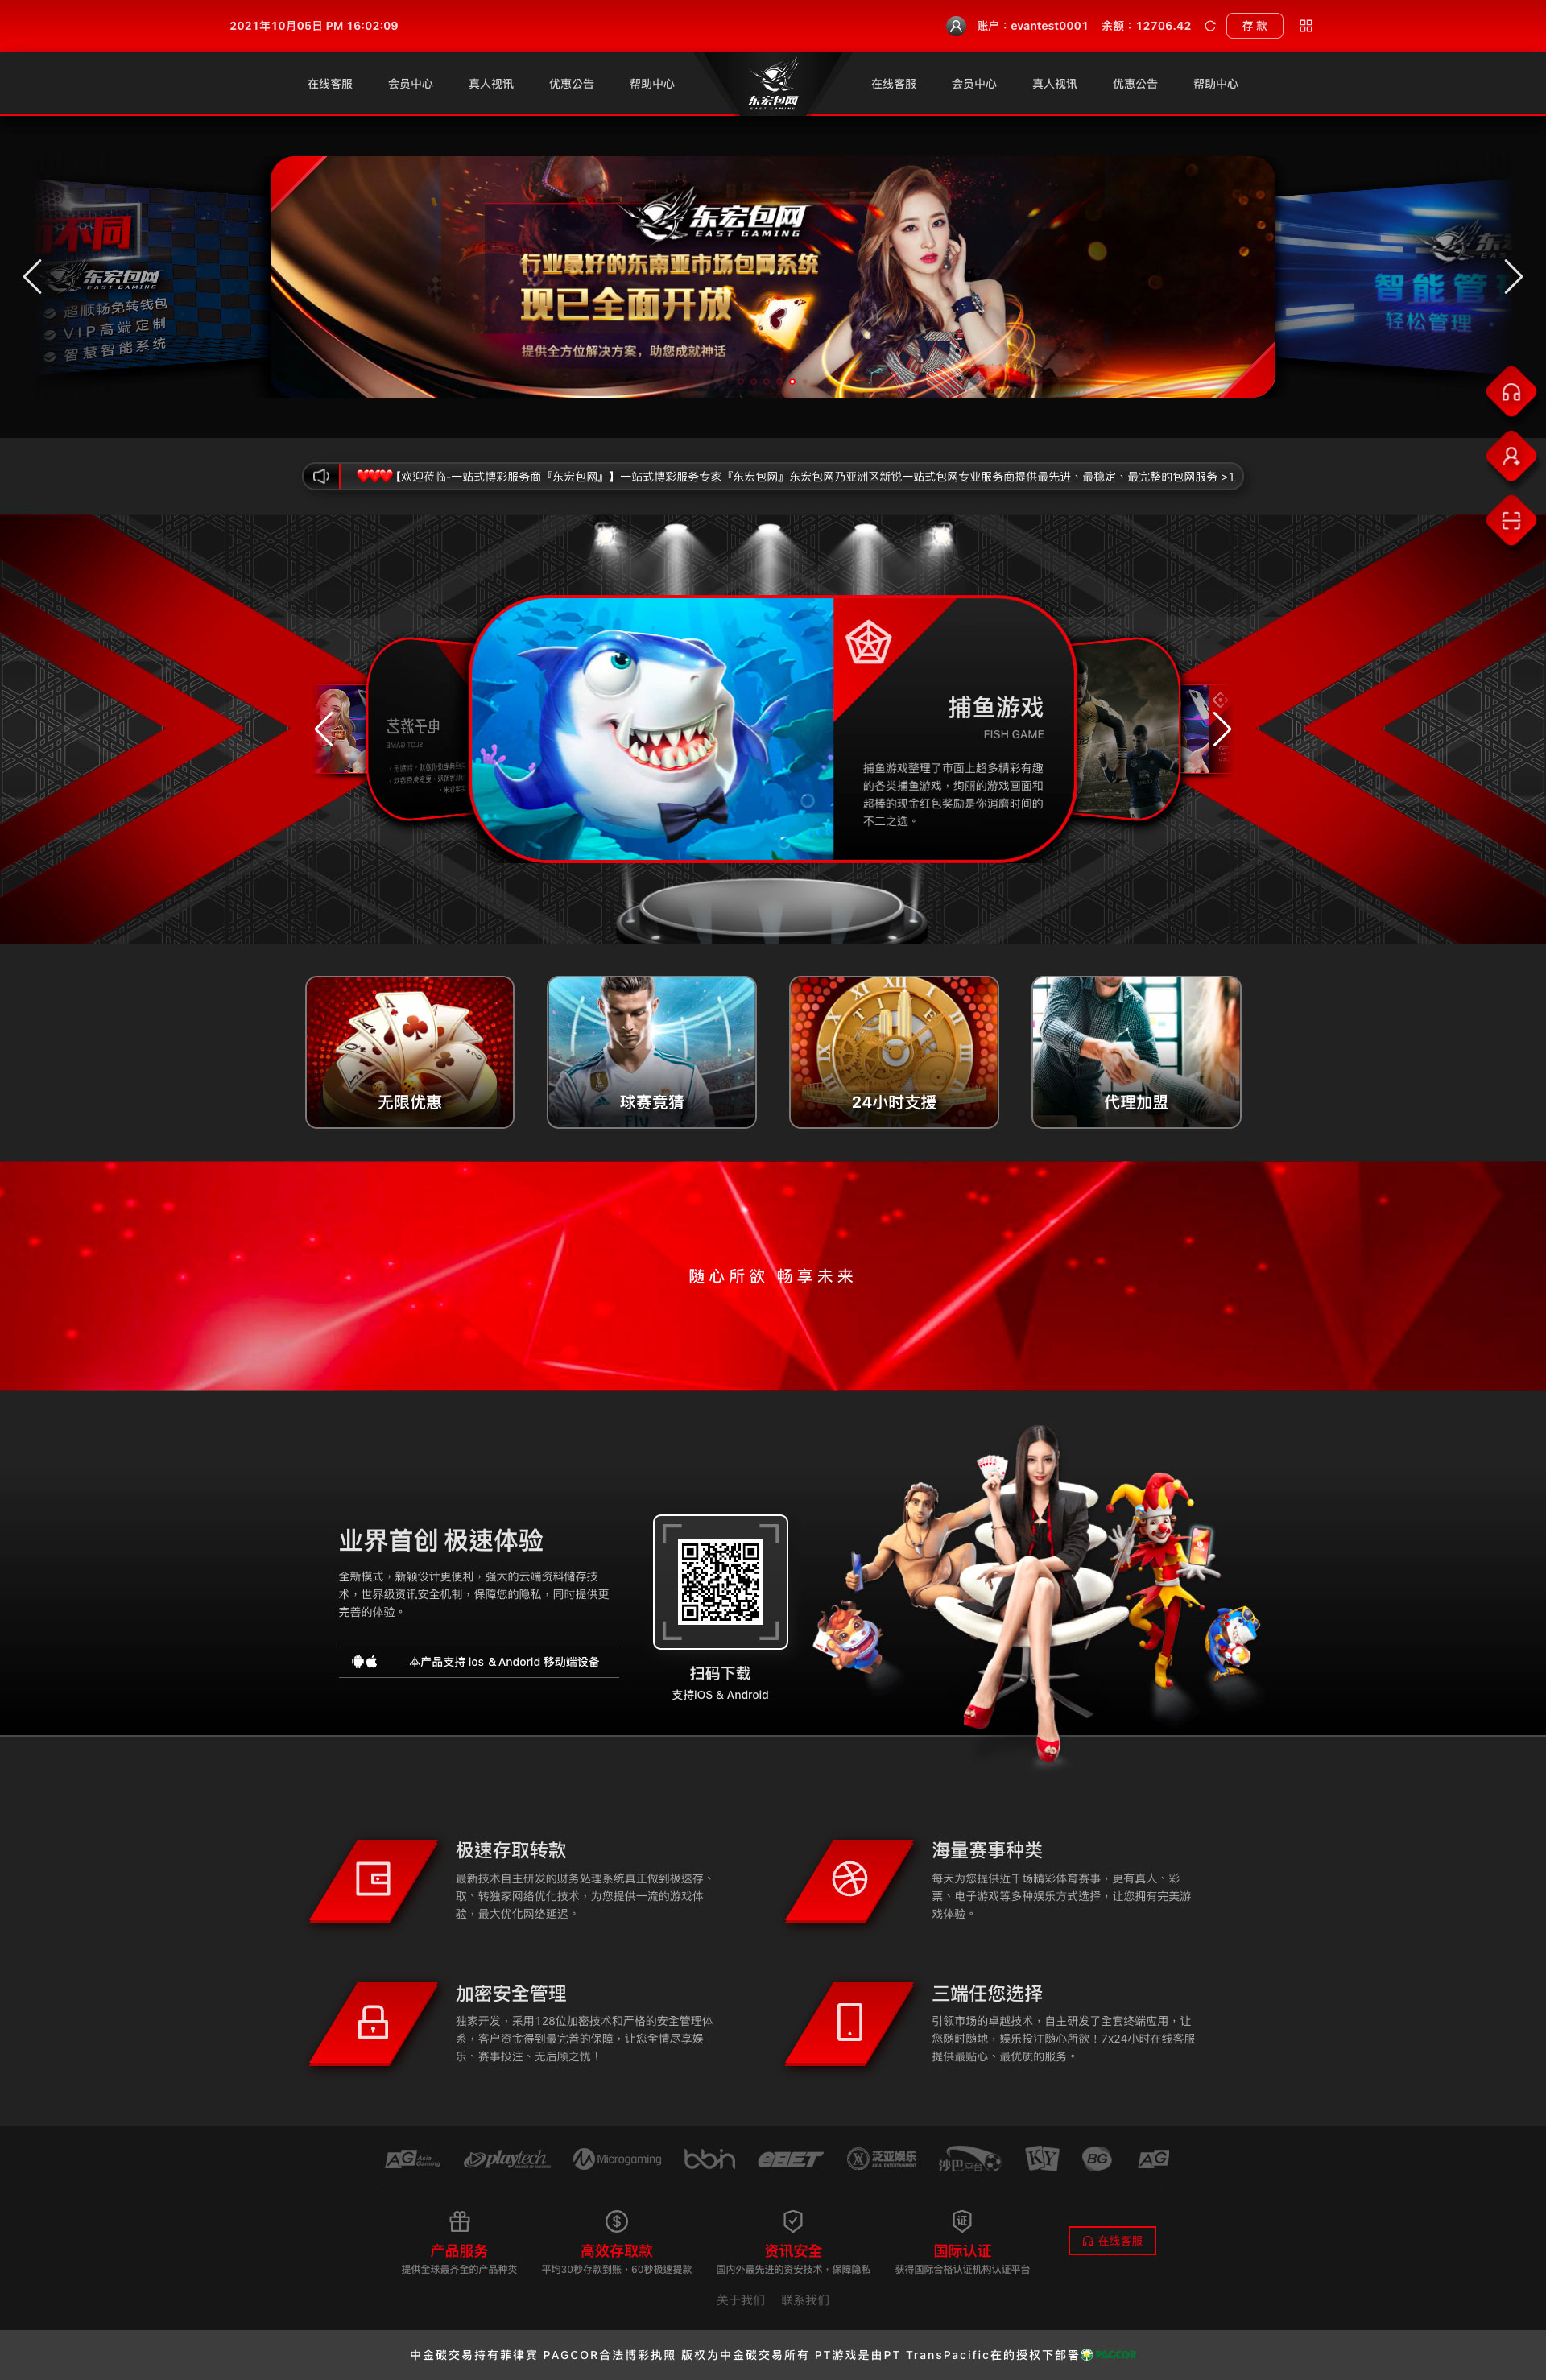 2021年10月05日 PM 16:02:09
账户：evantest0001 余额：12706.42
存 款
在线客服 会员中心 真人视讯 优惠公告 帮助中心
东宏包网
EAST GAMING
在线客服 会员中心 真人视讯 优惠公告 帮助中心
不同
东宏包网
超顺畅免转钱包
VIP高端定制
智慧智能系统
东宏包网
EAST GAMING
行业最好的东南亚市场包网系统
现已全面开放
提供全方位解决方案，助您成就神话
东宏
EAST GAM
智能管
轻松管理
【欢迎莅临-一站式博彩服务商『东宏包网』】一站式博彩服务专家『东宏包网』东宏包网乃亚洲区新锐一站式包网专业服务商提供最先进、最稳定、最完整的包网服务 >1
电子游艺
SLOT GAME
捕鱼游戏
FISH GAME
捕鱼游戏整理了市面上超多精彩有趣
的各类捕鱼游戏，绚丽的游戏画面和
超棒的现金红包奖励是你消磨时间的
不二之选。
无限优惠
球赛竟猜
24小时支援
代理加盟
随心所欲 畅享未来
业界首创 极速体验
全新模式，新颖设计更便利，强大的云端资料储存技
术，世界级资讯安全机制，保障您的隐私，同时提供更
完善的体验。
本产品支持 ios ＆Andorid 移动端设备
扫码下载
支持iOS & Android
极速存取转款
最新技术自主研发的财务处理系统真正做到极速存、
取、转独家网络优化技术，为您提供一流的游戏体
验，最大优化网络延迟。
海量赛事种类
每天为您提供近千场精彩体育赛事，更有真人、彩
票、电子游戏等多种娱乐方式选择，让您拥有完美游
戏体验。
加密安全管理
独家开发，采用128位加密技术和严格的安全管理体
系，客户资金得到最完善的保障，让您全情尽享娱
乐、赛事投注、无后顾之忧！
三端任您选择
引领市场的卓越技术，自主研发了全套终端应用，让
您随时随地，娱乐投注随心所欲！7x24小时在线客服
提供最贴心、最优质的服务。
AG Asia Gaming playtech Microgaming bbin eBET 泛亚娱乐 ASIA ENTERTAINMENT 沙巴平台 KY BG AG
产品服务
提供全球最齐全的产品种类
高效存取款
平均30秒存款到账，60秒极速提款
资讯安全
国内外最先进的资安技术，保障隐私
证
国际认证
获得国际合格认证机构认证平台
在线客服
关于我们 联系我们
中金碳交易持有菲律宾 PAGCOR合法博彩执照 版权为中金碳交易所有 PT游戏是由PT TransPacific在的授权下部署 PAGCOR